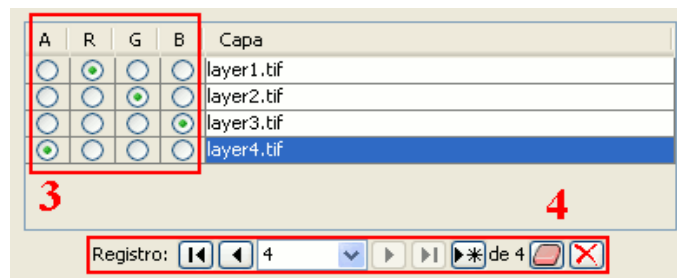 A R G B Capa
layer1.tif
layer2.tif
layer3.tif
layer4.tif
3 4
Registro: 4 de 4